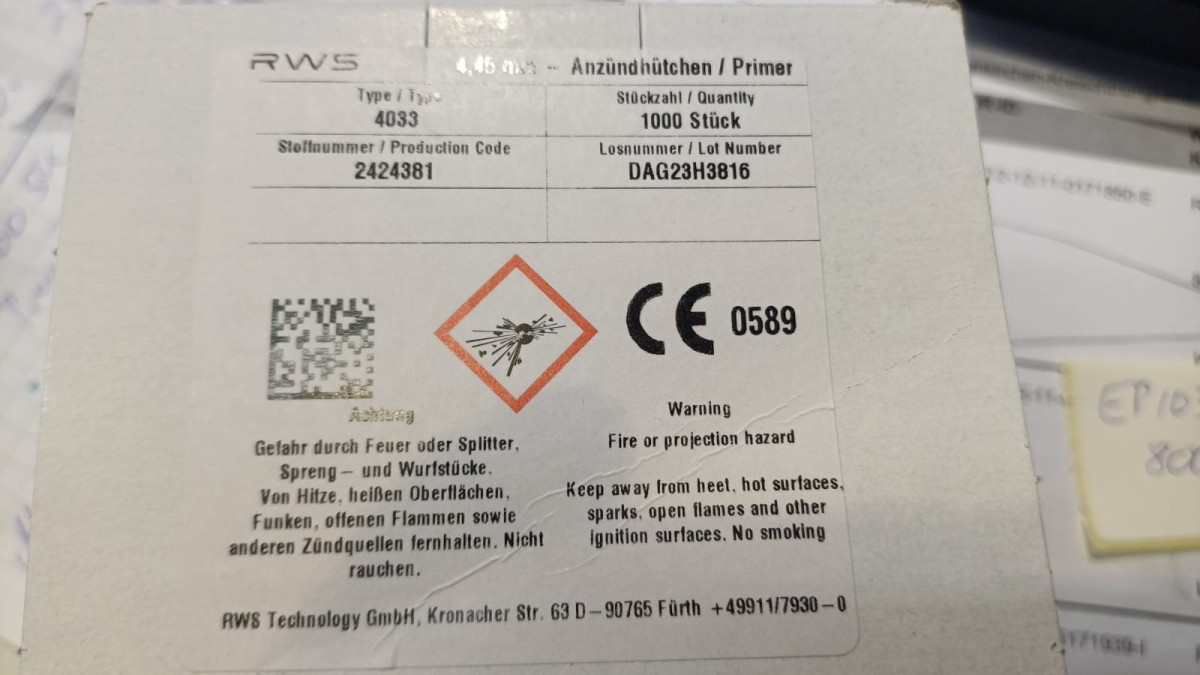 RWS
4,45 – Anzündhütchen / Primer
Type /
4033
Stückzahl / Quantity
1000 Stück
Stoffnummer / Production Code
2424381
Losnummer / Lot Number
DAG23H3816
CE 0589
Achtung
Gefahr durch Feuer oder Splitter,
Spreng – und Wurfstücke.
Von Hitze, heißen Oberflächen,
Funken, offenen Flammen sowie
anderen Zündquellen fernhalten. Nicht
rauchen.
Warning
Fire or projection hazard
Keep away from heet, hot surfaces,
sparks, open flames and other
ignition surfaces. No smoking
RWS Technology GmbH, Kronacher Str. 63 D – 90765 Fürth +49911/7930 – 0